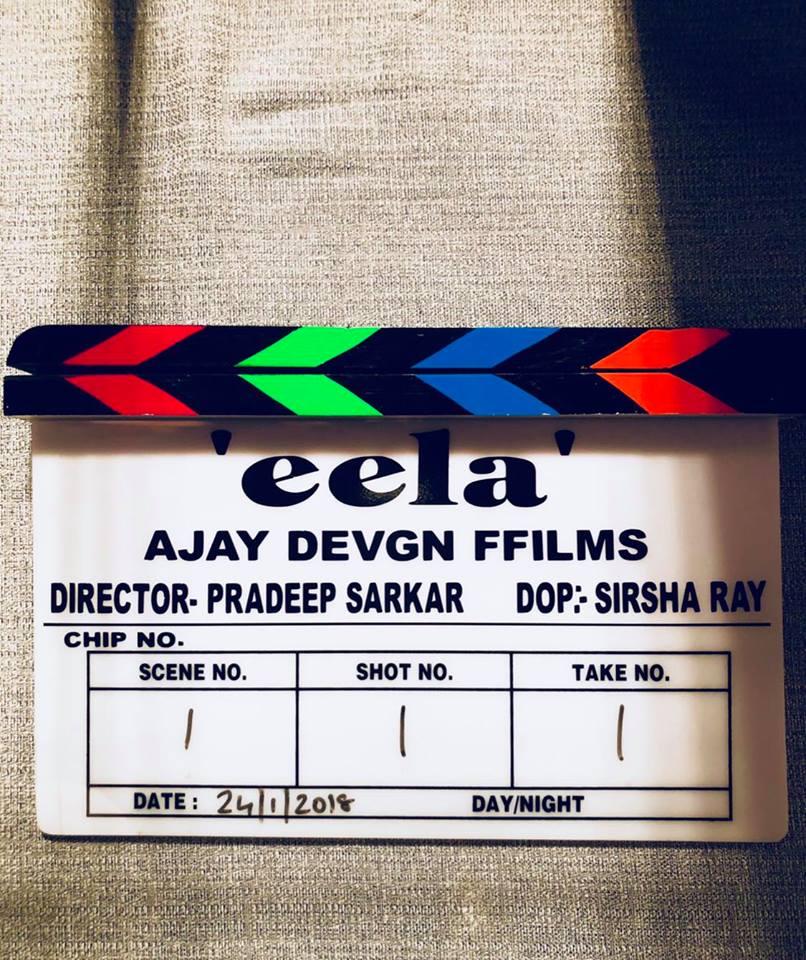 'eela'
AJAY DEVGN FFILMS
DIRECTOR- PRADEEP SARKAR DOP:- SIRSHA RAY
CHIP NO.
SCENE NO. SHOT NO. TAKE NO.
1 1 1
DATE : 24/1/2018 DAY/NIGHT